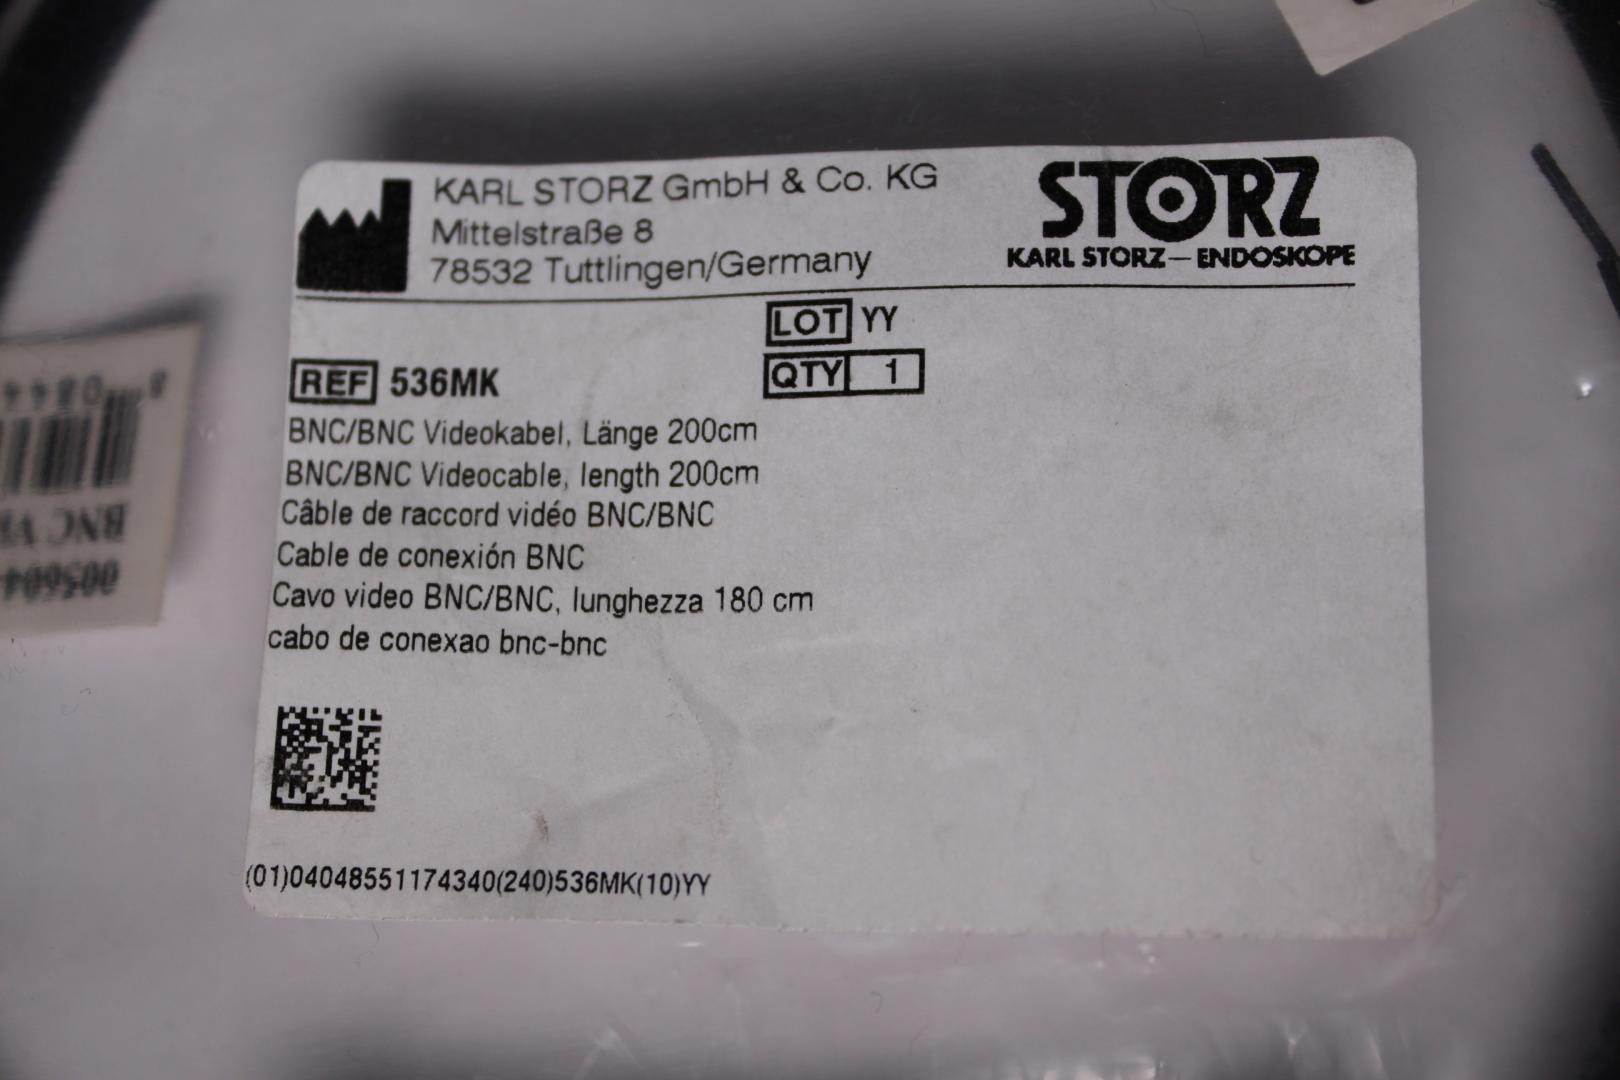 KARL STORZ GmbH & Co. KG
Mittelstraße 8
78532 Tuttlingen/Germany
STORZ
KARL STORZ—ENDOSKOPE
LOT YY
REF 536MK
QTY 1
BNC/BNC Videokabel, Länge 200cm
BNC/BNC Videocable, length 200cm
Câble de raccord vidéo BNC/BNC
Cable de conexión BNC
Cavo video BNC/BNC, lunghezza 180 cm
cabo de conexao bnc-bnc
(01)04048551174340(240)536MK(10)YY
BNC